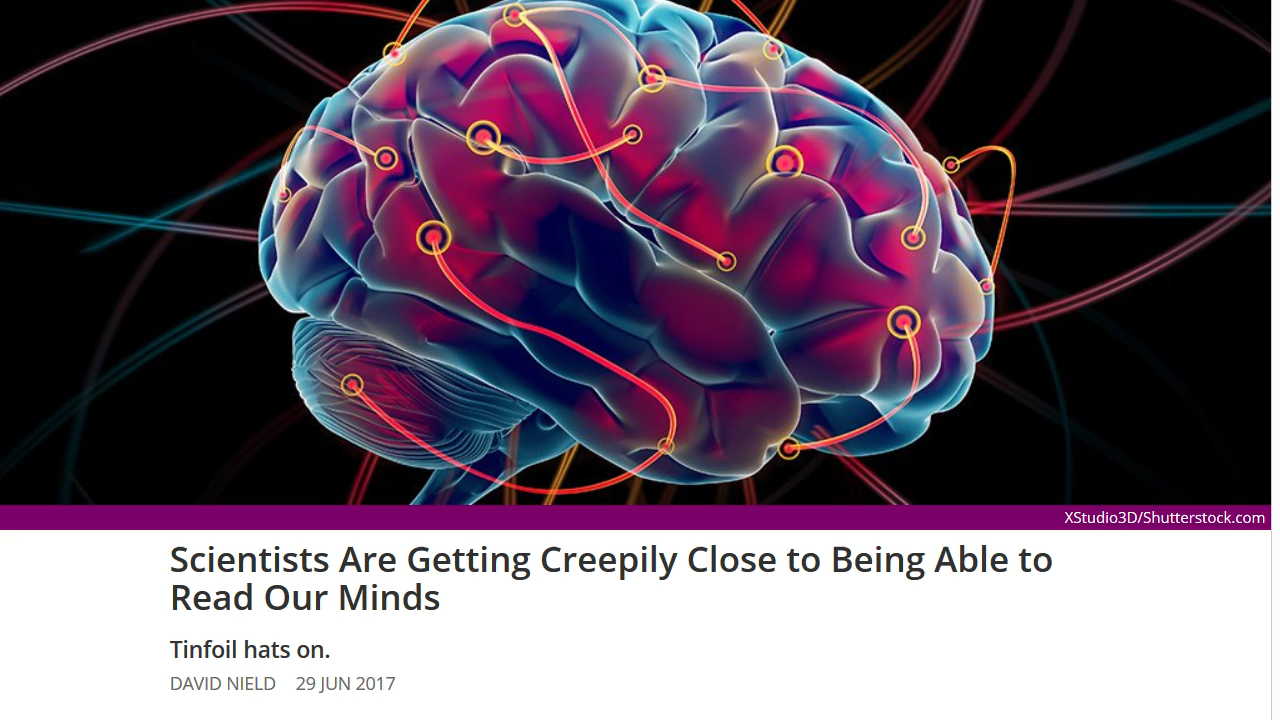 XStudio3D/Shutterstock.com
Scientists Are Getting Creepily Close to Being Able to
Read Our Minds
Tinfoil hats on.
DAVID NIELD 29 JUN 2017